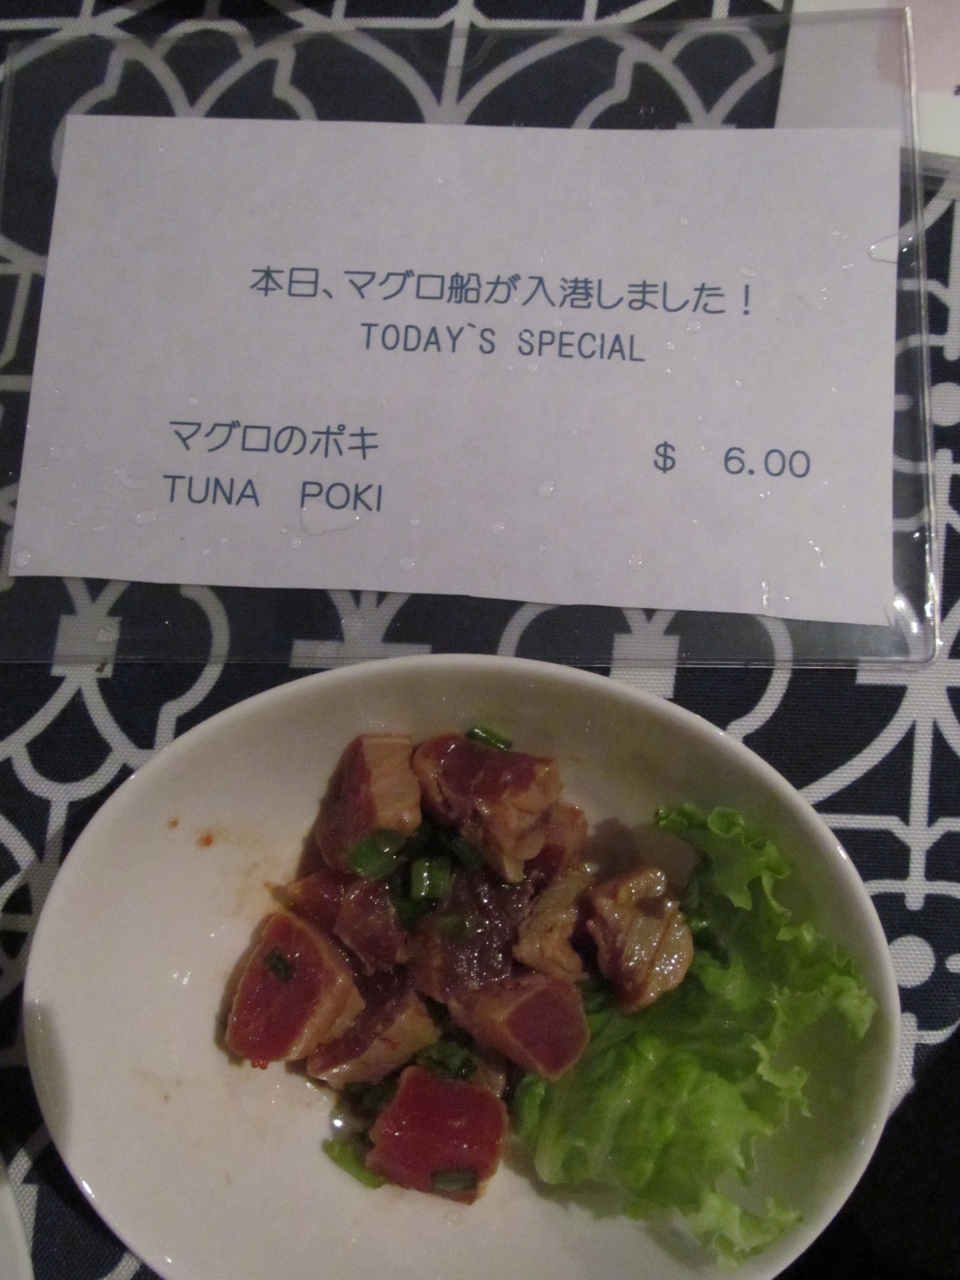 本日、マグロ船が入港しました！
TODAY`S SPECIAL
マグロのポキ $ 6.00
TUNA POKI